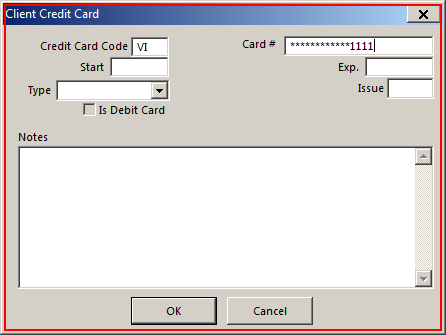 Client Credit Card
Credit Card Code VI Card # ************1111
Start Exp.
Type Issue
Is Debit Card
Notes
OK Cancel